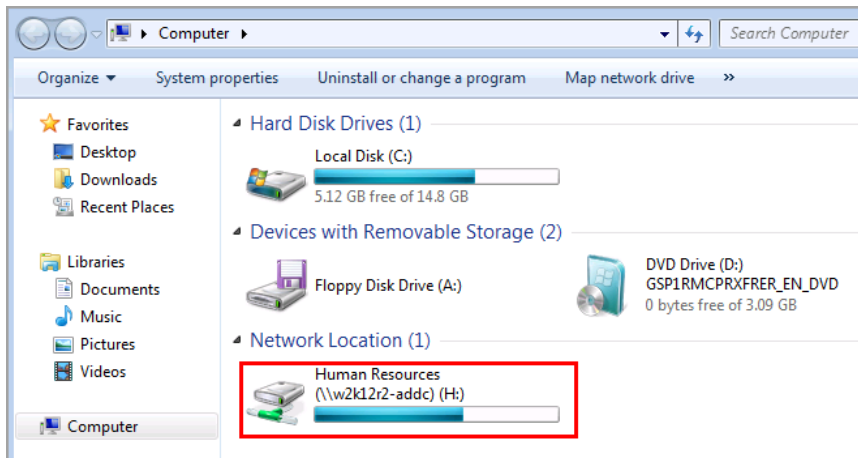 Computer
Search Computer
Organize
System properties
Uninstall or change a program
Map network drive
»
Favorites
Desktop
Downloads
Recent Places
Libraries
Documents
Music
Pictures
Videos
Computer
Hard Disk Drives (1)
Local Disk (C:)
5.12 GB free of 14.8 GB
Devices with Removable Storage (2)
Floppy Disk Drive (A:)
DVD Drive (D:)
GSP1RMCPRXFRER_EN_DVD
0 bytes free of 3.09 GB
Network Location (1)
Human Resources
(\\w2k12r2-addc) (H:)